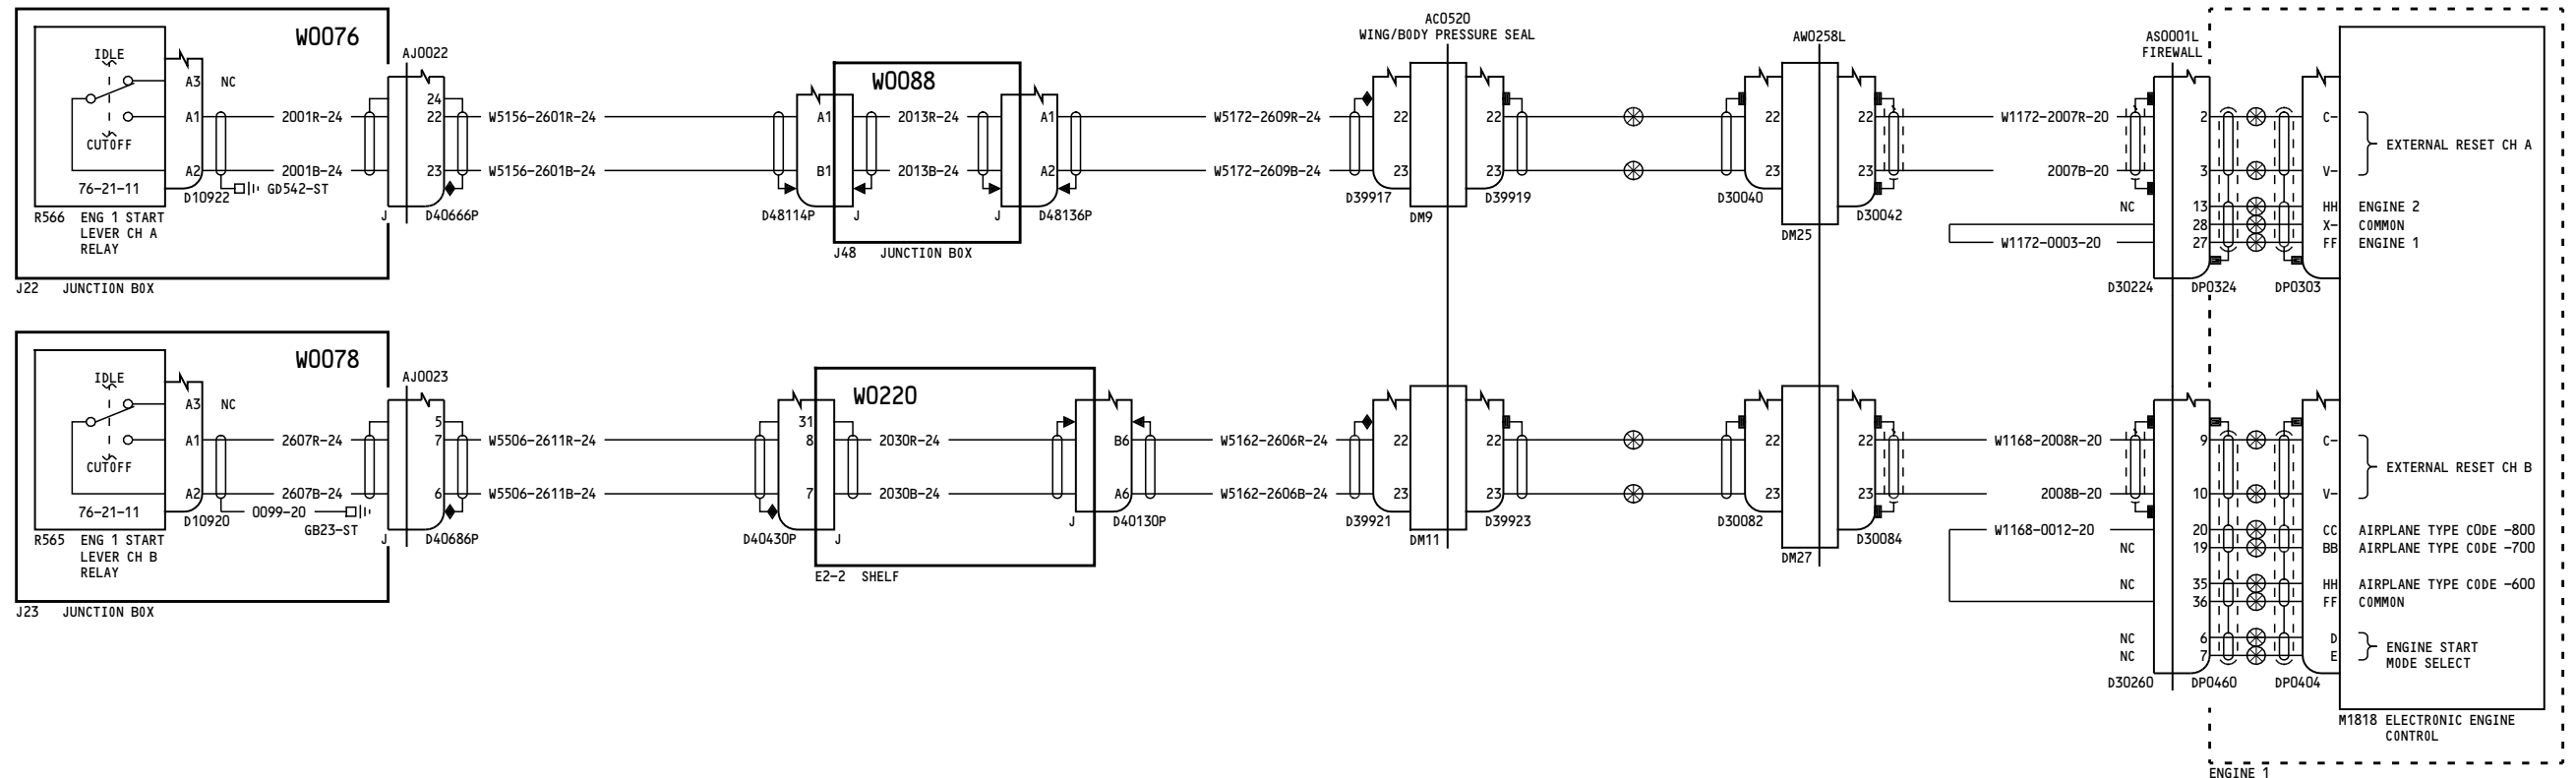 AC0520
WING/BODY PRESSURE SEAL
AW0258L
AS0001L
FIREWALL
W0076
AJ0022
IDLE
CUTOFF
76-21-11
A3 NC
A1 2001R-24
A2 2001B-24
D10922
GD542-ST
R566 ENG 1 START
LEVER CH A
RELAY
J22 JUNCTION BOX
24
22
23
J D40666P
W5156-2601R-24
W5156-2601B-24
W0088
A1
B1
D48114P J
2013R-24
2013B-24
A1
A2
J D48136P
J48 JUNCTION BOX
W5172-2609R-24
W5172-2609B-24
22
23
D39917
DM9
22
23
D39919
22
23
D30040
DM25
22
23
D30042
W1172-2007R-20
2007B-20
NC
W1172-0003-20
D30224
2
3
13
28
27
DP0324
DP0303
C-
V-
EXTERNAL RESET CH A
HH ENGINE 2
X- COMMON
FF ENGINE 1
W0078
AJ0023
IDLE
CUTOFF
76-21-11
A3 NC
A1 2607R-24
A2 2607B-24
D10920
0099-20
GB23-ST
R565 ENG 1 START
LEVER CH B
RELAY
J23 JUNCTION BOX
5
7
6
J D40686P
W5506-2611R-24
W5506-2611B-24
W0220
31
8
7
D40430P J
2030R-24
2030B-24
B6
A6
J D40130P
E2-2 SHELF
W5162-2606R-24
W5162-2606B-24
22
23
D39921
DM11
22
23
D39923
22
23
D30082
DM27
22
23
D30084
W1168-2008R-20
2008B-20
W1168-0012-20
NC
NC
NC
NC
D30260
9
10
20
19
35
36
6
7
DP0460
DP0404
C-
V-
EXTERNAL RESET CH B
CC AIRPLANE TYPE CODE -800
BB AIRPLANE TYPE CODE -700
HH AIRPLANE TYPE CODE -600
FF COMMON
D
E
ENGINE START
MODE SELECT
M1818 ELECTRONIC ENGINE
CONTROL
ENGINE 1